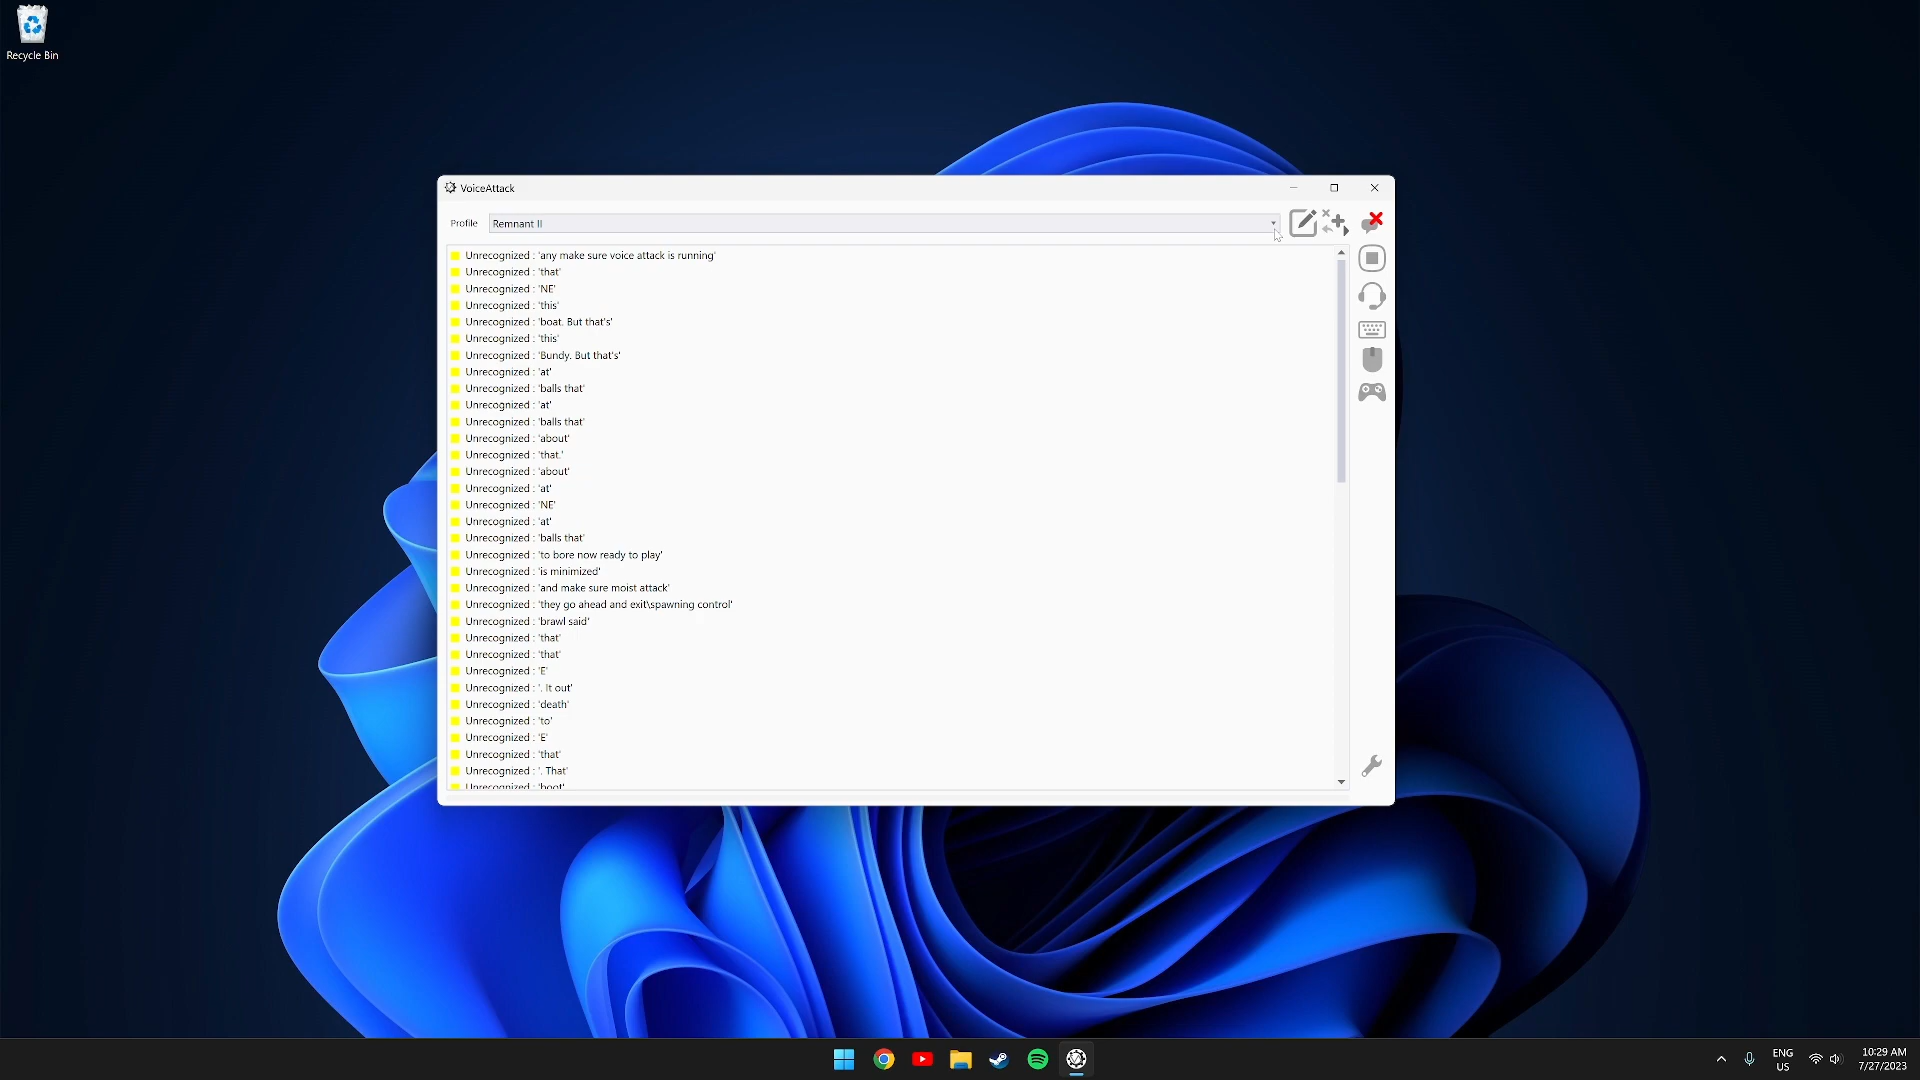 Recycle Bin
VoiceAttack
Profile
Remnant II
Unrecognized : 'any make sure voice attack is running'
Unrecognized : 'that'
Unrecognized : 'NE'
Unrecognized : 'this'
Unrecognized : 'boat. But that's'
Unrecognized : 'this'
Unrecognized : 'Bundy. But that's'
Unrecognized : 'at'
Unrecognized : 'balls that'
Unrecognized : 'at'
Unrecognized : 'balls that'
Unrecognized : 'about'
Unrecognized : 'that.'
Unrecognized : 'about'
Unrecognized : 'at'
Unrecognized : 'NE'
Unrecognized : 'at'
Unrecognized : 'balls that'
Unrecognized : 'to bore now ready to play'
Unrecognized : 'is minimized'
Unrecognized : 'and make sure moist attack'
Unrecognized : 'they go ahead and exit\spawning control'
Unrecognized : 'brawl said'
Unrecognized : 'that'
Unrecognized : 'that'
Unrecognized : 'E'
Unrecognized : '. It out'
Unrecognized : 'death'
Unrecognized : 'to'
Unrecognized : 'E'
Unrecognized : 'that'
Unrecognized : '. That'
Unrecognized : 'boot'
ENG
US
10:29 AM
7/27/2023